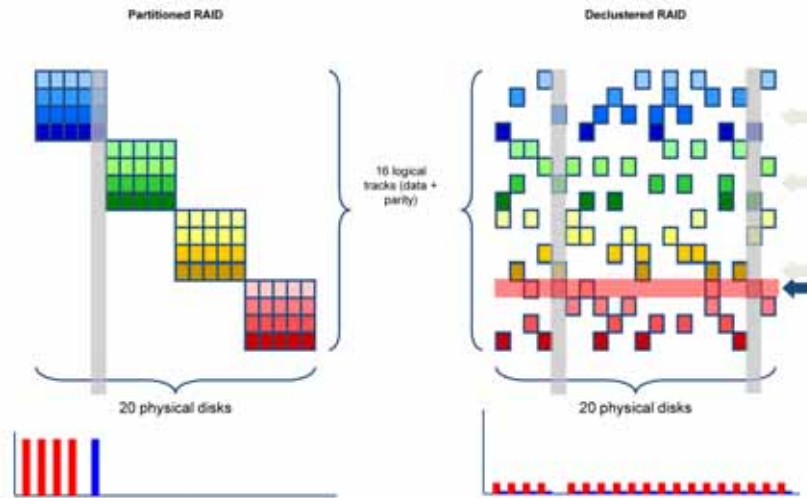 Partitioned RAID
Declustered RAID
16 logical
tracks (data +
parity)
20 physical disks
20 physical disks